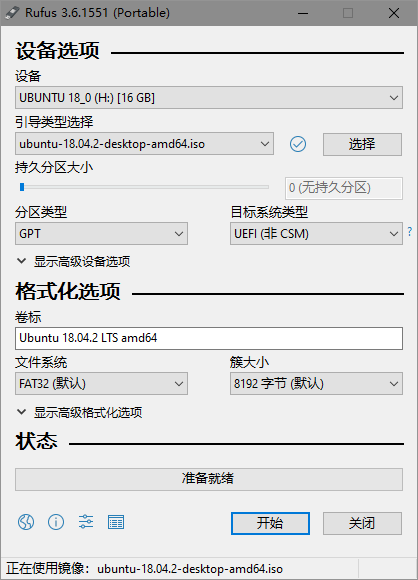 Rufus 3.6.1551 (Portable)
设备选项
设备
UBUNTU 18_0 (H:) [16 GB]
引导类型选择
ubuntu-18.04.2-desktop-amd64.iso
选择
持久分区大小
0 (无持久分区)
分区类型
目标系统类型
GPT
UEFI (非 CSM)
?
显示高级设备选项
格式化选项
卷标
Ubuntu 18.04.2 LTS amd64
文件系统
簇大小
FAT32 (默认)
8192 字节 (默认)
显示高级格式化选项
状态
准备就绪
开始
关闭
正在使用镜像: ubuntu-18.04.2-desktop-amd64.iso